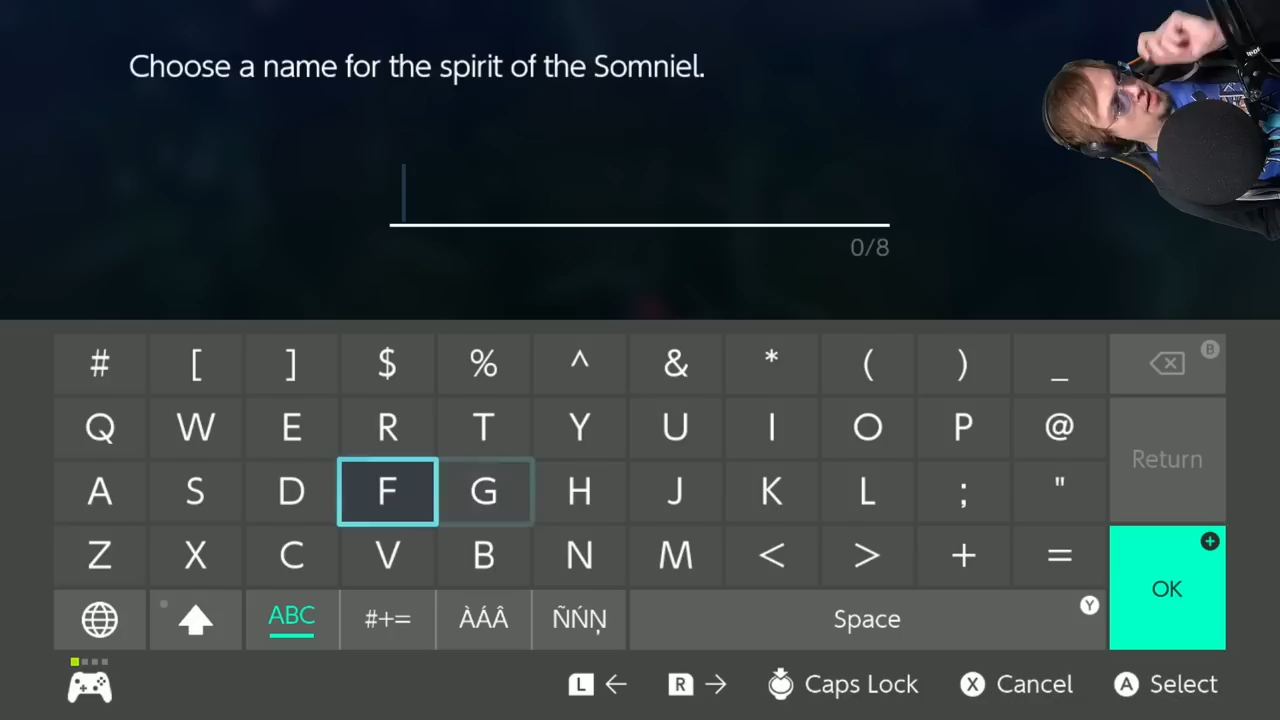 Choose a name for the spirit of the Somniel.
0/8
# [ ] $ % ^ & * ( ) _ B
Q W E R T Y U I O P @ Return
A S D F G H J K L ; "
Z X C V B N M < > + = OK
ABC #+= ÀÁÂ ÑŃŅ Space Y
L ← R → Caps Lock X Cancel A Select